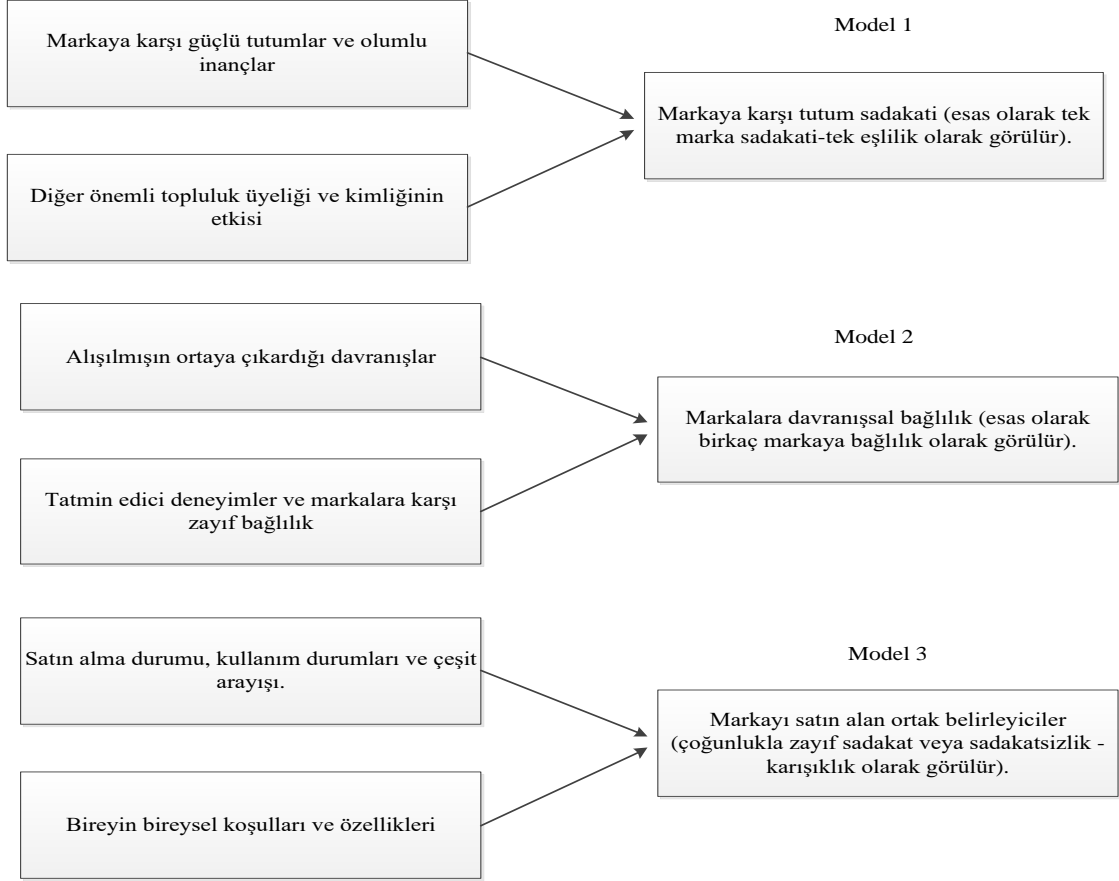 Markaya karşı güçlü tutumlar ve olumlu
inançlar
Diğer önemli topluluk üyeliği ve kimliğinin
etkisi
Model 1
Markaya karşı tutum sadakati (esas olarak tek
marka sadakati-tek eşlilik olarak görülür).
Alışılmışın ortaya çıkardığı davranışlar
Tatmin edici deneyimler ve markalara karşı
zayıf bağlılık
Model 2
Markalara davranışsal bağlılık (esas olarak
birkaç markaya bağlılık olarak görülür).
Satın alma durumu, kullanım durumları ve çeşit
arayışı.
Bireyin bireysel koşulları ve özellikleri
Model 3
Markayı satın alan ortak belirleyiciler
(çoğunlukla zayıf sadakat veya sadakatsizlik -
karışıklık olarak görülür).